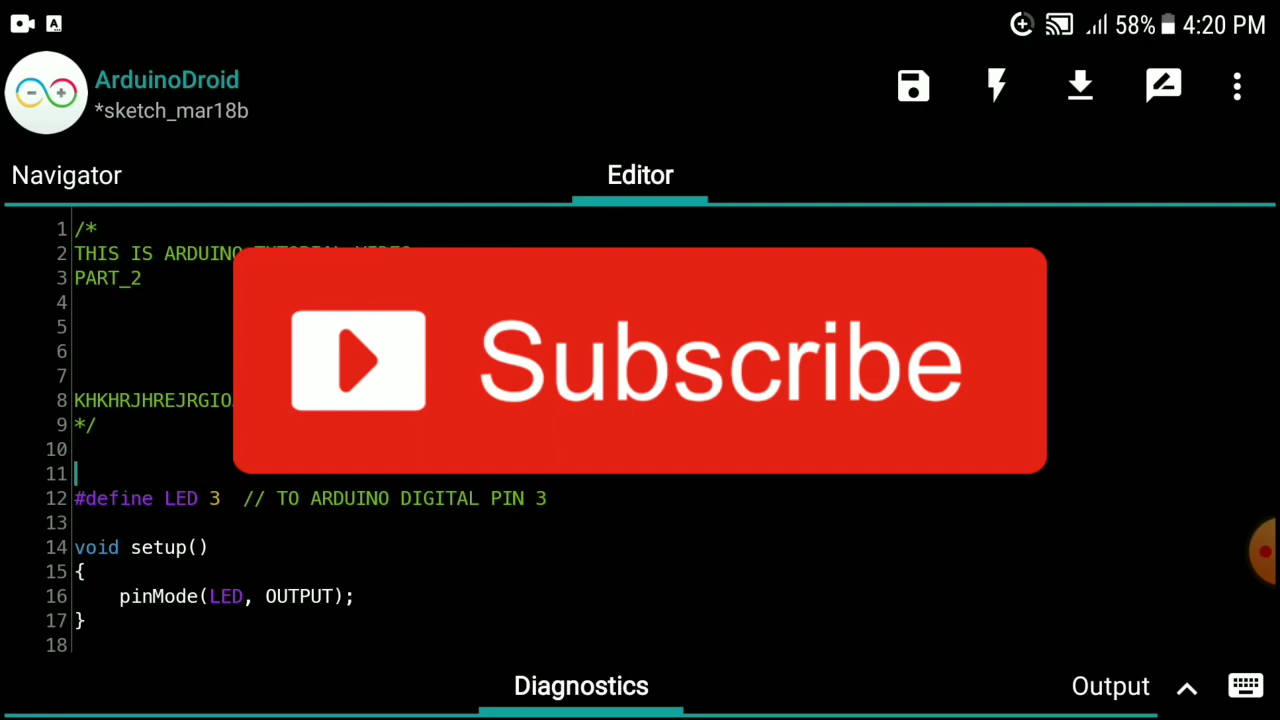 A
58% 4:20 PM
ArduinoDroid
*sketch_mar18b
Navigator Editor
1 /*
2 THIS IS ARDUINO TUTORIAL VIDEO
3 PART_2
4
5
6
7
8 KHKHRJHREJRGIO
9 */
10
11
12 #define LED 3 // TO ARDUINO DIGITAL PIN 3
13
14 void setup()
15 {
16 pinMode(LED, OUTPUT);
17 }
18
Subscribe
Diagnostics Output